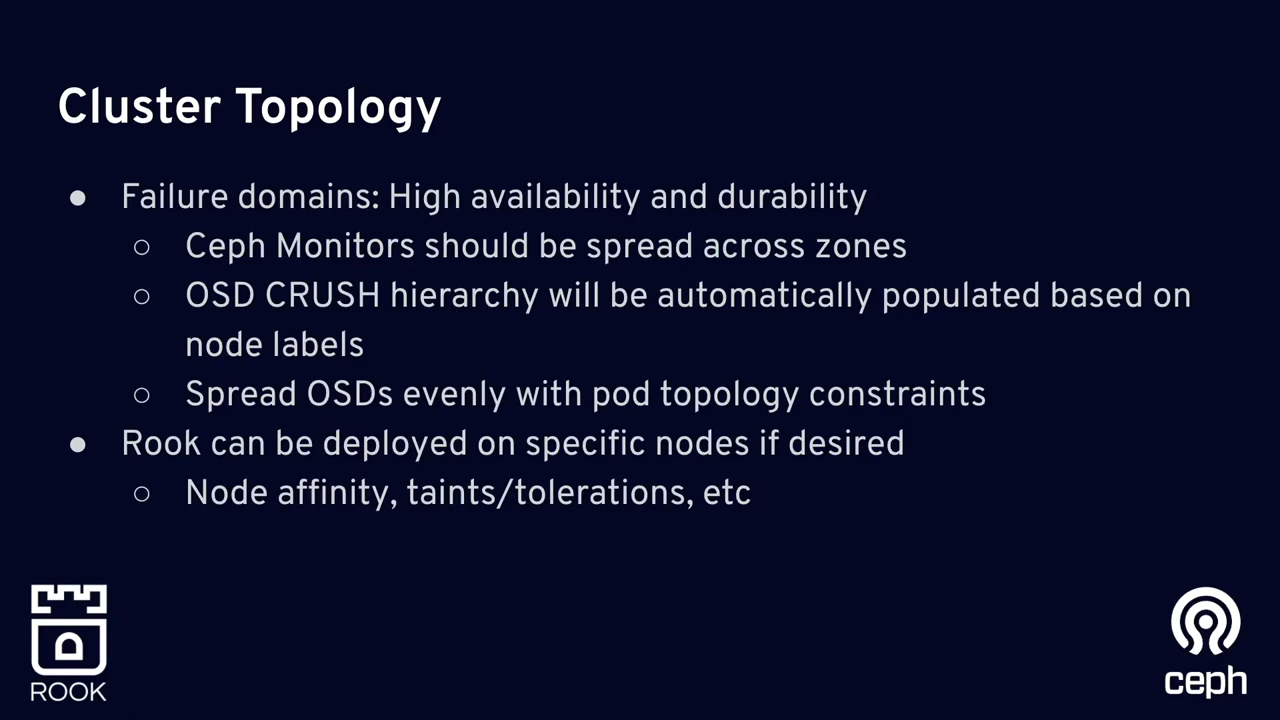 Cluster Topology
● Failure domains: High availability and durability
○ Ceph Monitors should be spread across zones
○ OSD CRUSH hierarchy will be automatically populated based on
node labels
○ Spread OSDs evenly with pod topology constraints
● Rook can be deployed on specific nodes if desired
○ Node affinity, taints/tolerations, etc
ROOK
ceph